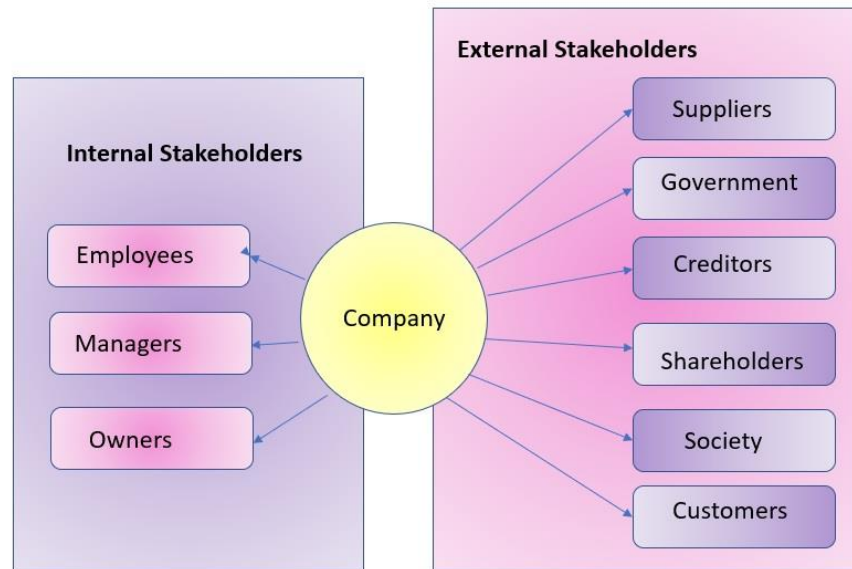 Internal Stakeholders
Employees
Managers
Owners
Company
External Stakeholders
Suppliers
Government
Creditors
Shareholders
Society
Customers